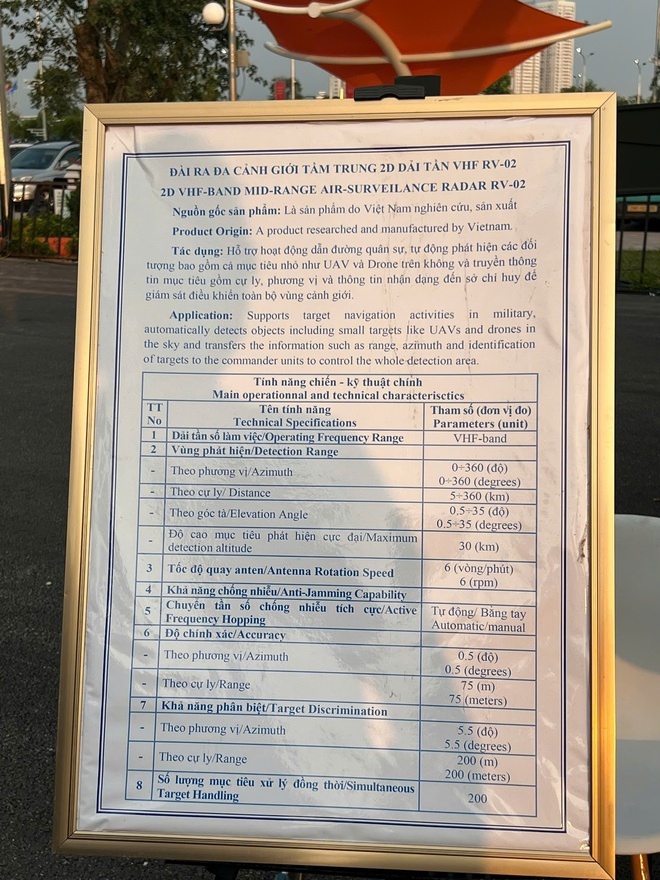 ĐÀI RA ĐA CẢNH GIỚI TẦM TRUNG 2D DẢI TẦN VHF RV-02
2D VHF-BAND MID-RANGE AIR-SURVEILANCE RADAR RV-02
Nguồn gốc sản phẩm: Là sản phẩm do Việt Nam nghiên cứu, sản xuất
Product Origin: A product researched and manufactured by Vietnam.
Tác dụng: Hỗ trợ hoạt động dẫn đường quân sự, tự động phát hiện các đối
tượng bao gồm cả mục tiêu nhỏ như UAV và Drone trên không và truyền thông
tin mục tiêu gồm cự ly, phương vị và thông tin nhận dạng đến sở chỉ huy để
giám sát điều khiển toàn bộ vùng cảnh giới.
Application: Supports target navigation activities in military,
automatically detects objects including small targets like UAVs and drones in
the sky and transfers the information such as range, azimuth and identification
of targets to the commander units to control the whole detection area.
Tính năng chiến - kỹ thuật chính
Main operationnal and technical characterisctics
TT No Tên tính năng Technical Specifications Tham số (đơn vị đo) Parameters (unit)
1 Dải tần số làm việc/Operating Frequency Range VHF-band
2 Vùng phát hiện/Detection Range
- Theo phương vị/Azimuth 0÷360 (độ)
0÷360 (degrees)
- Theo cự ly/ Distance 5÷360 (km)
- Theo góc tà/Elevation Angle 0.5÷35 (độ)
0.5÷35 (degrees)
- Độ cao mục tiêu phát hiện cực đại/Maximum
detection altitude 30 (km)
3 Tốc độ quay anten/Antenna Rotation Speed 6 (vòng/phút)
6 (rpm)
4 Khả năng chống nhiễu/Anti-Jamming Capability
5 Chuyển tần số chống nhiễu tích cực/Active
Frequency Hopping Tự động/ Bằng tay
Automatic/manual
6 Độ chính xác/Accuracy
- Theo phương vị/Azimuth 0.5 (độ)
0.5 (degrees)
- Theo cự ly/Range 75 (m)
75 (meters)
7 Khả năng phân biệt/Target Discrimination
- Theo phương vị/Azimuth 5.5 (độ)
5.5 (degrees)
- Theo cự ly/Range 200 (m)
200 (meters)
8 Số lượng mục tiêu xử lý đồng thời/Simultaneous
Target Handling 200